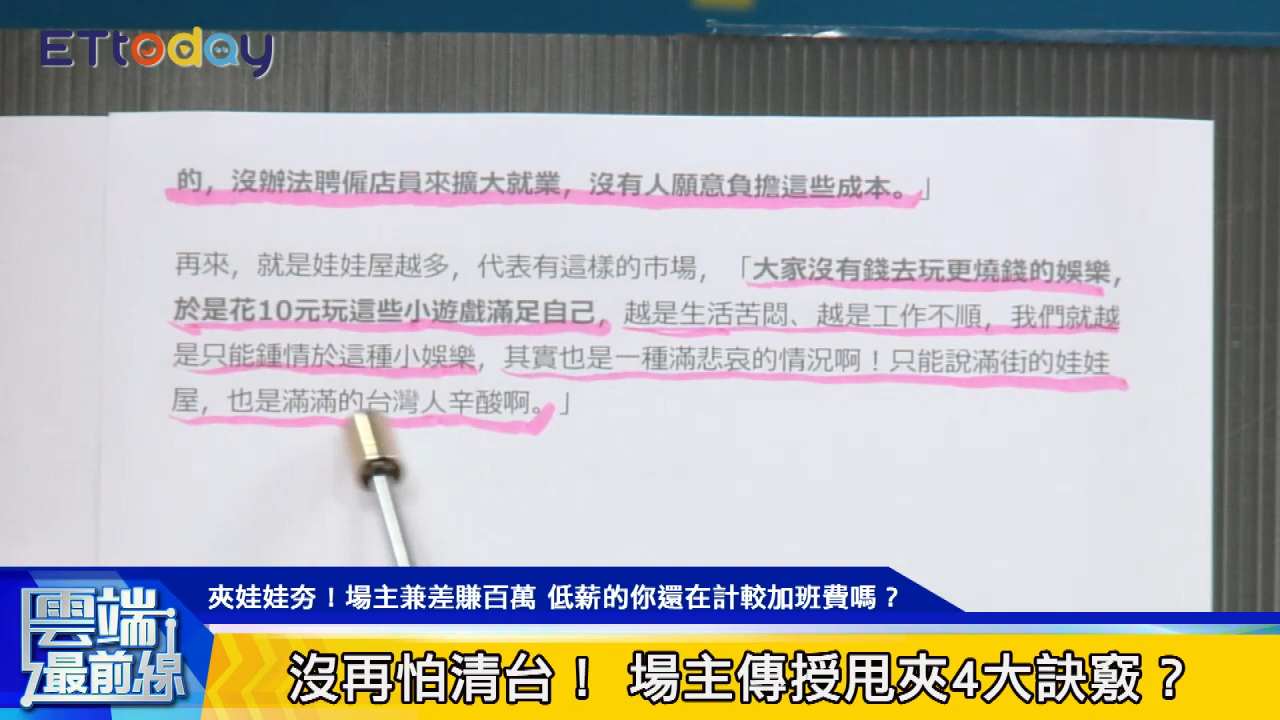 ETtoday
的，沒辦法聘僱店員來擴大就業，沒有人願意負擔這些成本。」
再來，就是娃娃屋越多，代表有這樣的市場，「大家沒有錢去玩更燒錢的娛樂，
於是花10元玩這些小遊戲滿足自己，越是生活苦悶、越是工作不順，我們就越
是只能鍾情於這種小娛樂，其實也是一種滿悲哀的情況啊！只能說滿街的娃娃
屋，也是滿滿的台灣人辛酸啊。」
夾娃娃夯！場主兼差賺百萬 低薪的你還在計較加班費嗎？
雲端
最前線
沒再怕清台！ 場主傳授甩夾4大訣竅？